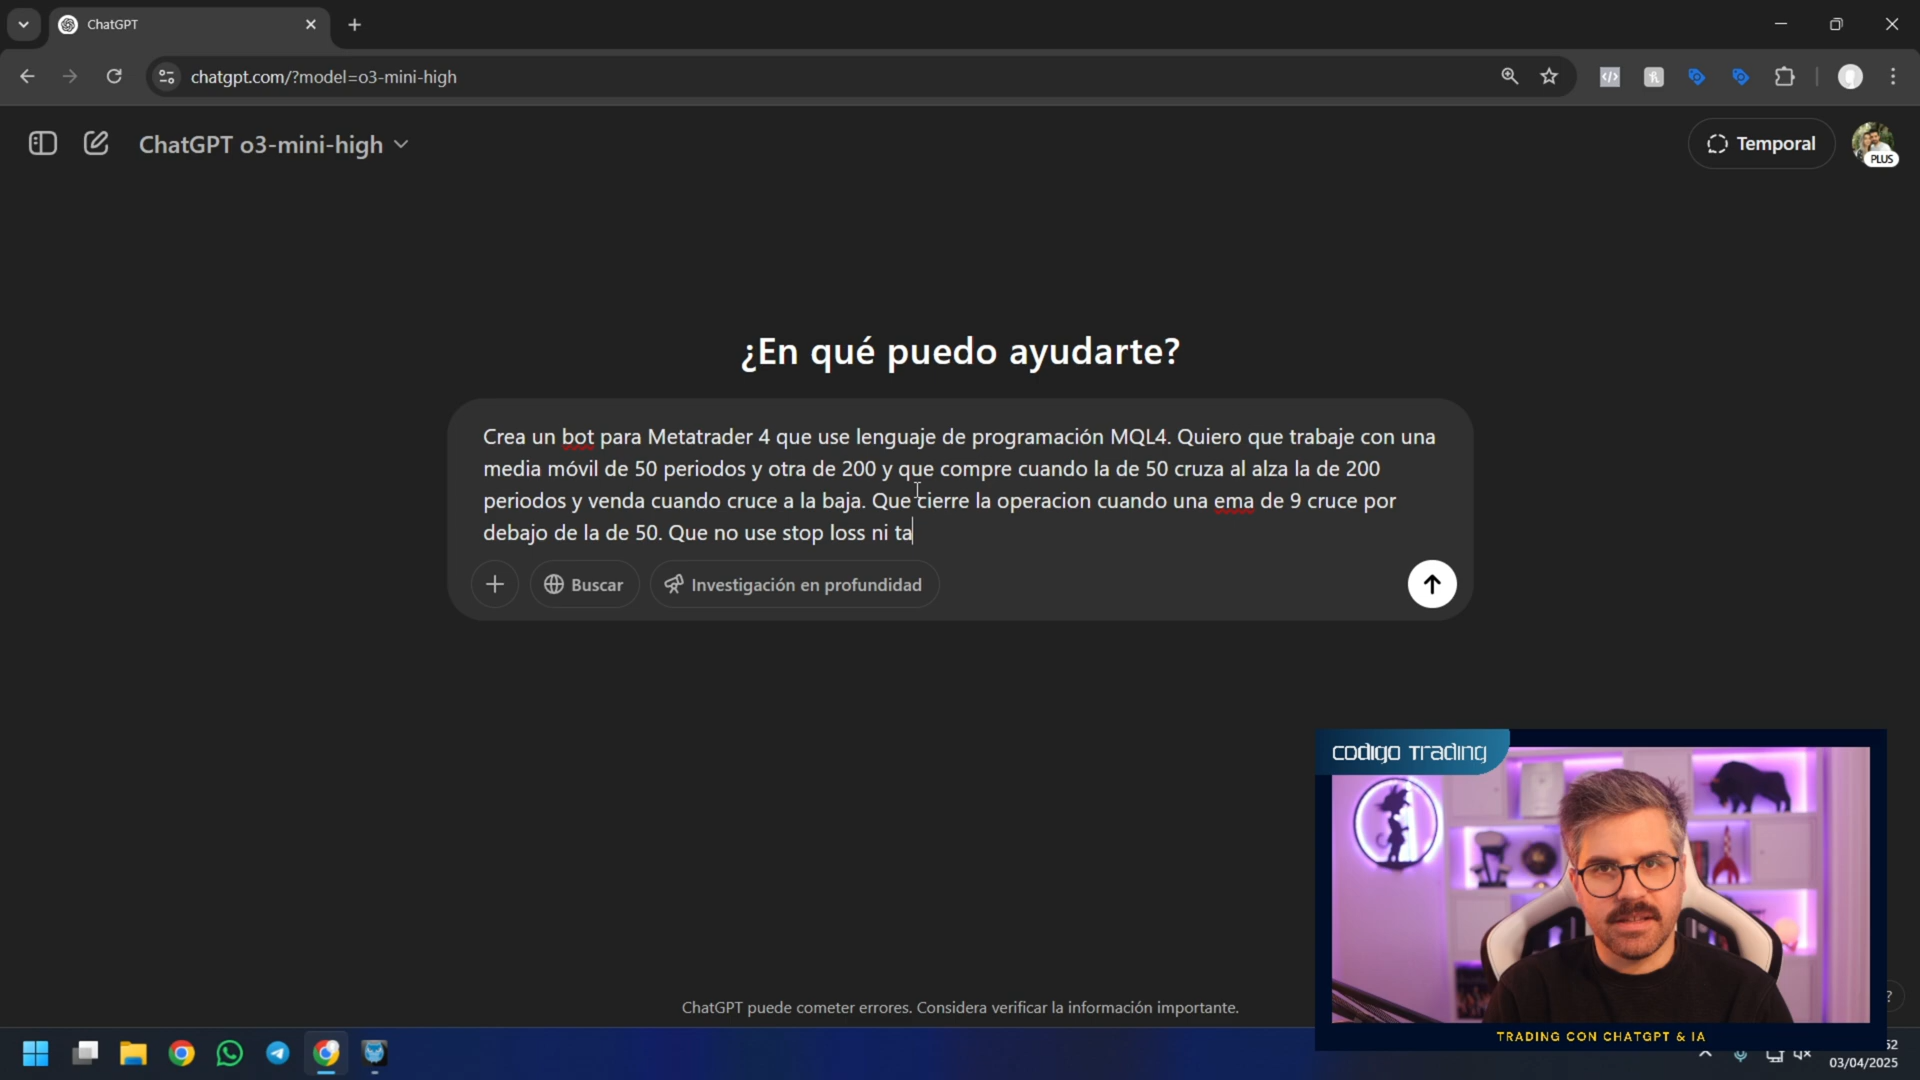 ChatGPT
chatgpt.com/?model=o3-mini-high
ChatGPT o3-mini-high
Temporal
PLUS
¿En qué puedo ayudarte?
Crea un bot para Metatrader 4 que use lenguaje de programación MQL4. Quiero que trabaje con una
media móvil de 50 periodos y otra de 200 y que compre cuando la de 50 cruza al alza la de 200
periodos y venda cuando cruce a la baja. Que cierre la operacion cuando una ema de 9 cruce por
debajo de la de 50. Que no use stop loss ni ta
Buscar
Investigación en profundidad
codigo Trading
ChatGPT puede cometer errores. Considera verificar la información importante.
?
TRADING CON CHATGPT & IA
52
03/04/2025